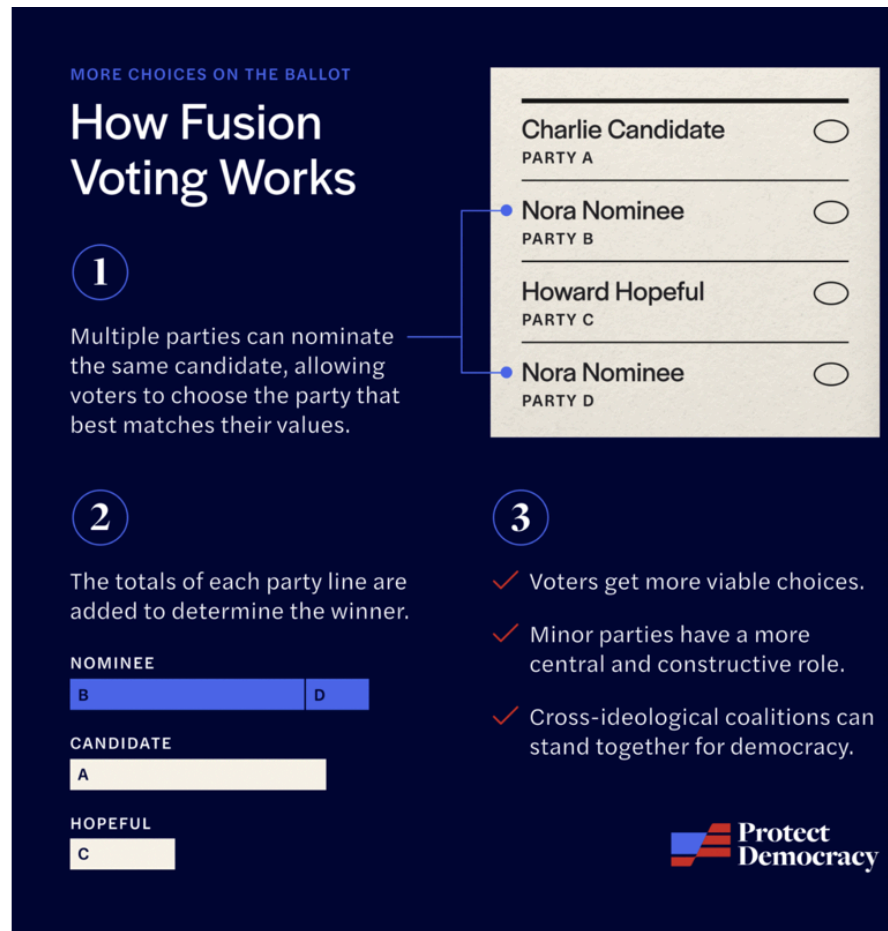 MORE CHOICES ON THE BALLOT
How Fusion
Voting Works
1
Multiple parties can nominate
the same candidate, allowing
voters to choose the party that
best matches their values.
Charlie Candidate
PARTY A
Nora Nominee
PARTY B
Howard Hopeful
PARTY C
Nora Nominee
PARTY D
2
The totals of each party line are
added to determine the winner.
NOMINEE
B D
CANDIDATE
A
HOPEFUL
C
3
Voters get more viable choices.
Minor parties have a more
central and constructive role.
Cross-ideological coalitions can
stand together for democracy.
Protect
Democracy